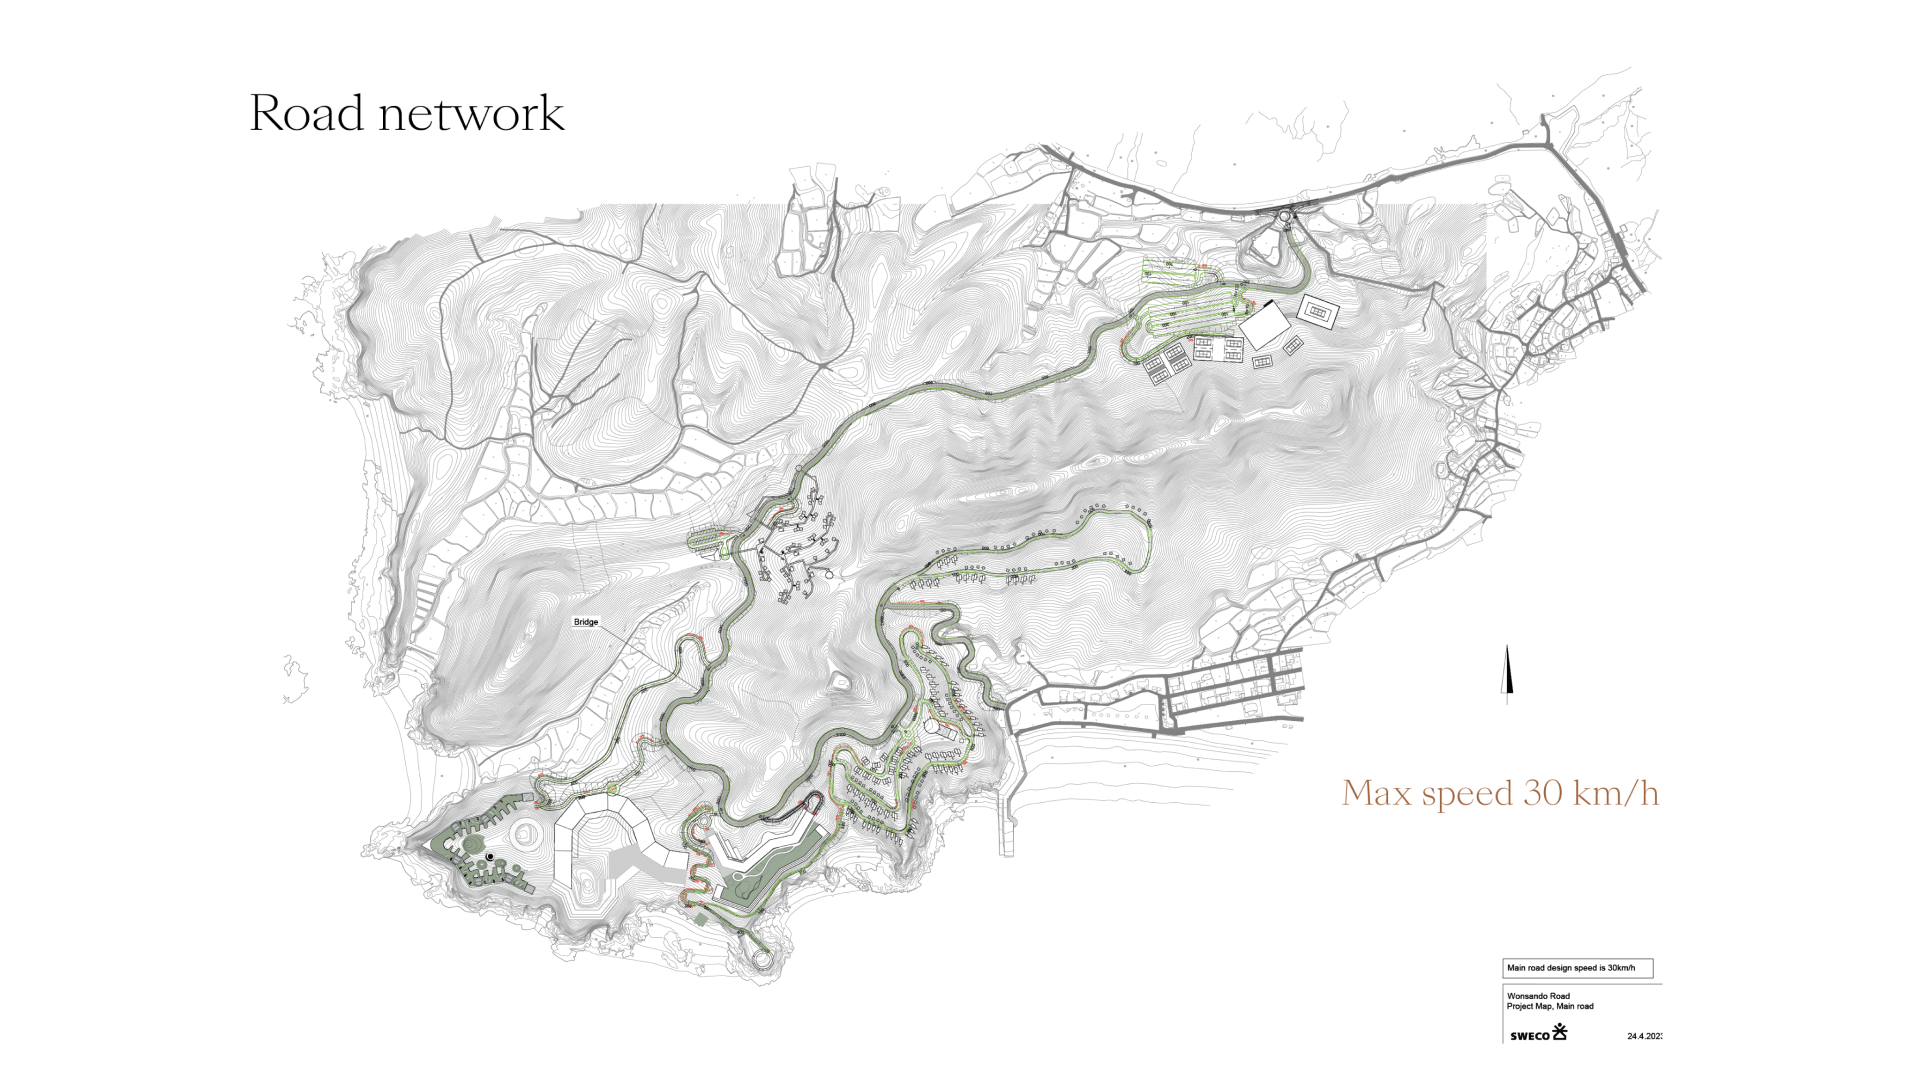 Road network
Bridge
Max speed 30 km/h
Main road design speed is 30km/h
Wonsando Road
Project Map, Main road
SWECO
24.4.2023